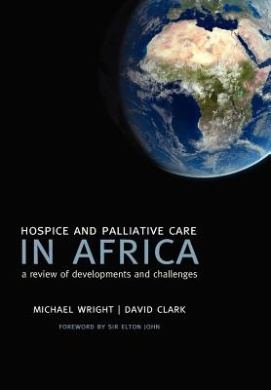 HOSPICE AND PALLIATIVE CARE
IN AFRICA
a review of developments and challenges
MICHAEL WRIGHT | DAVID CLARK
FOREWORD BY SIR ELTON JOHN